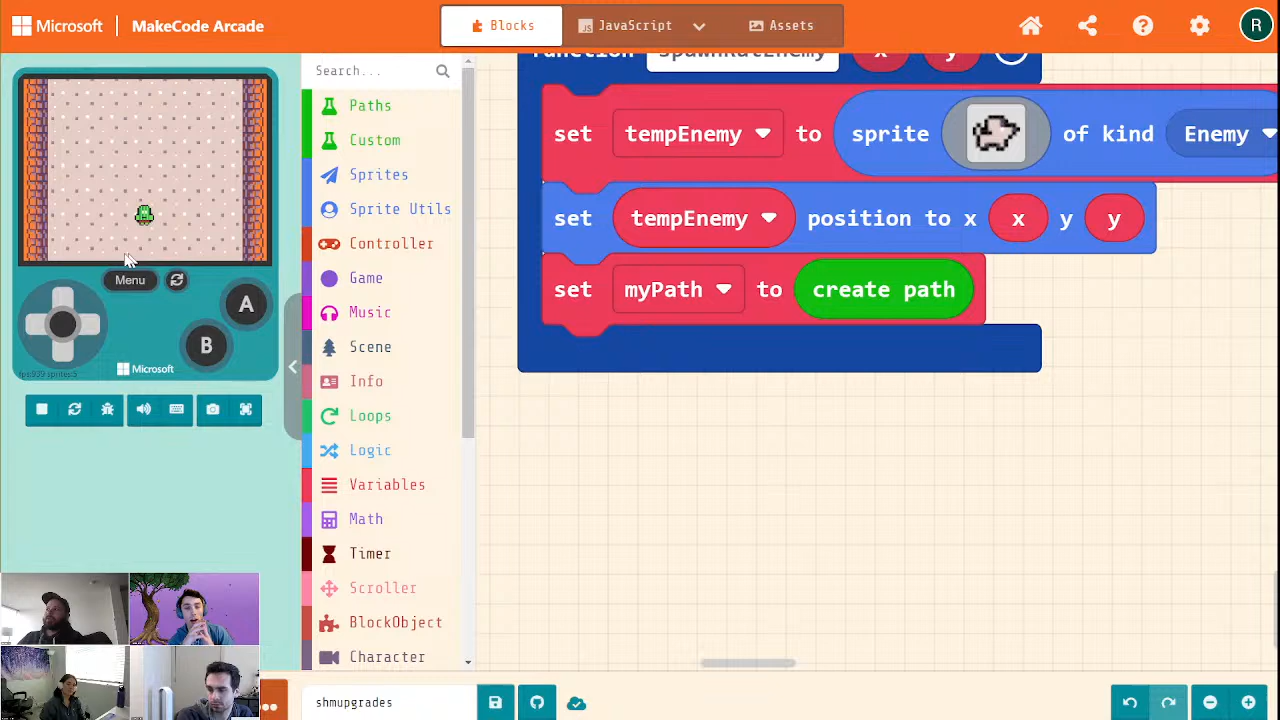 Microsoft MakeCode Arcade Blocks JavaScript Assets R
function spawnRatEnemy x y
Search...
Paths
Custom
Sprites
Sprite Utils
Controller
Game
Music
Scene
Info
Loops
Logic
Variables
Math
Timer
Scroller
BlockObject
Character
set tempEnemy to sprite of kind Enemy
set tempEnemy position to x x y y
set myPath to create path
Menu
A
B
Microsoft
shmupgrades